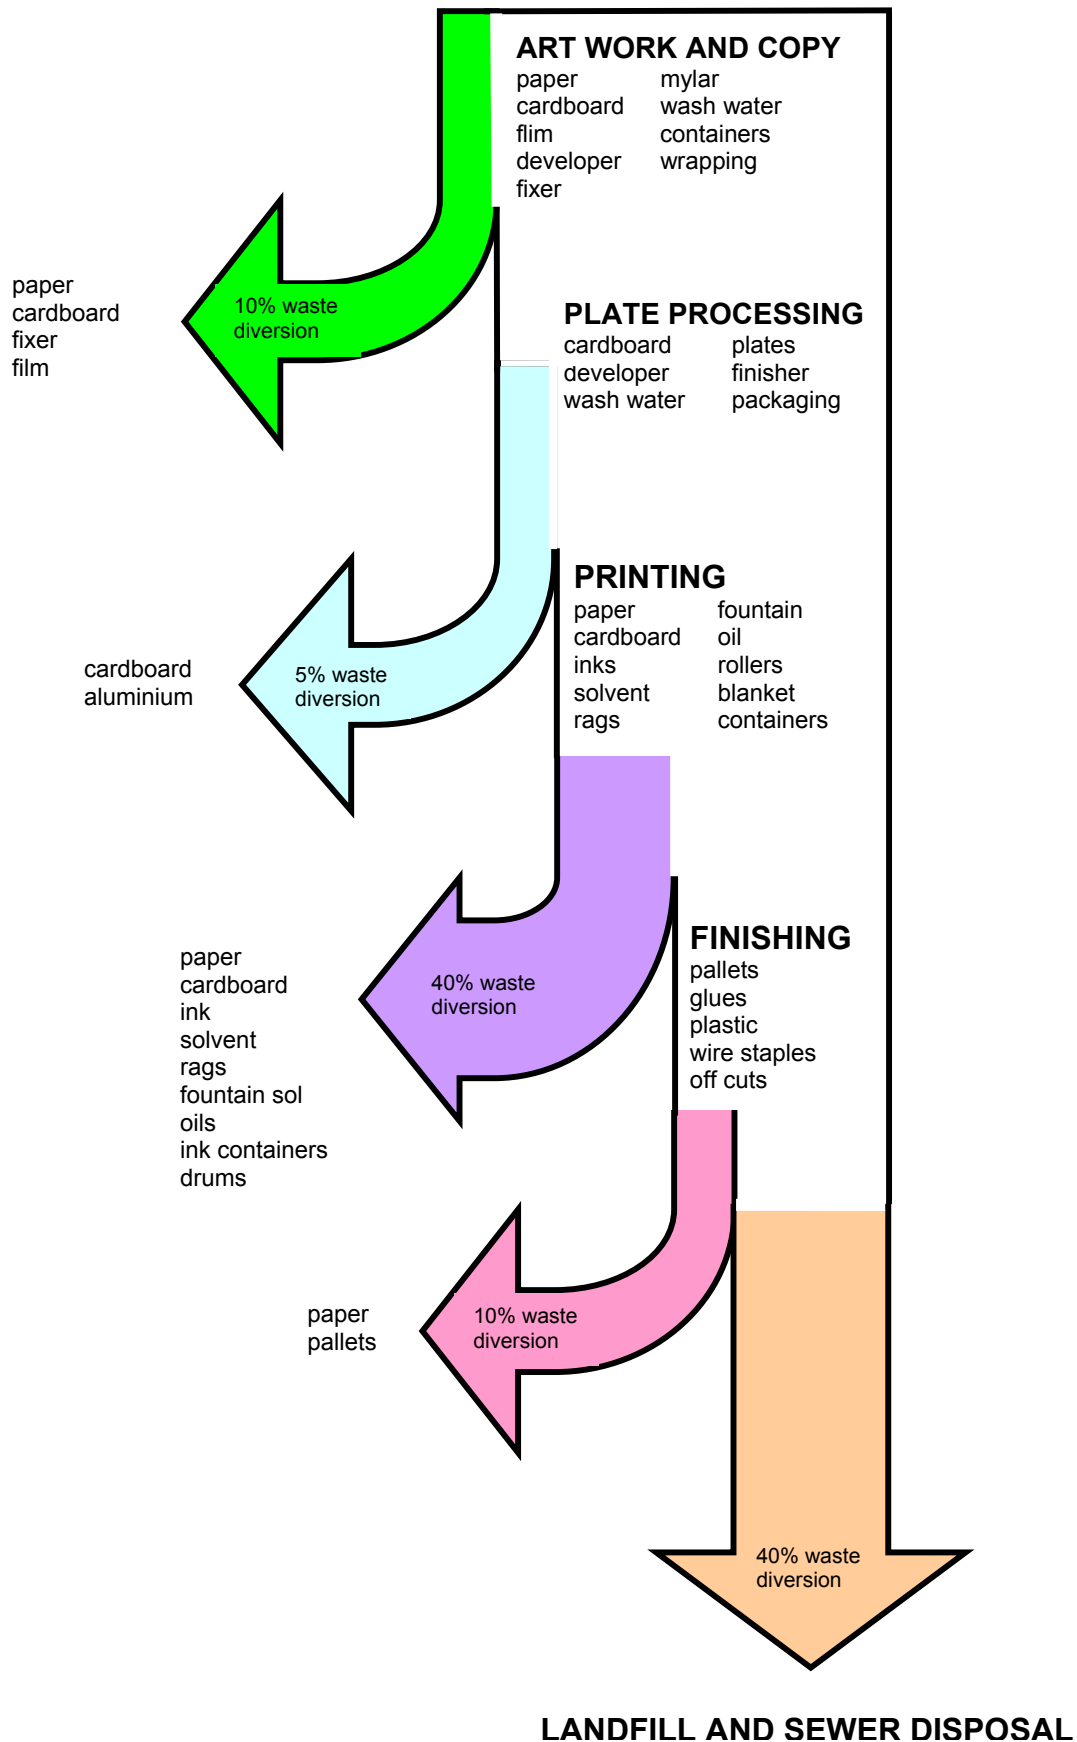 ART WORK AND COPY
paper mylar
cardboard wash water
flim containers
developer wrapping
fixer
paper
cardboard
fixer
film
10% waste
diversion
PLATE PROCESSING
cardboard plates
developer finisher
wash water packaging
cardboard
aluminium
5% waste
diversion
PRINTING
paper fountain
cardboard oil
inks rollers
solvent blanket
rags containers
paper
cardboard
ink
solvent
rags
fountain sol
oils
ink containers
drums
40% waste
diversion
FINISHING
pallets
glues
plastic
wire staples
off cuts
paper
pallets
10% waste
diversion
40% waste
diversion
LANDFILL AND SEWER DISPOSAL